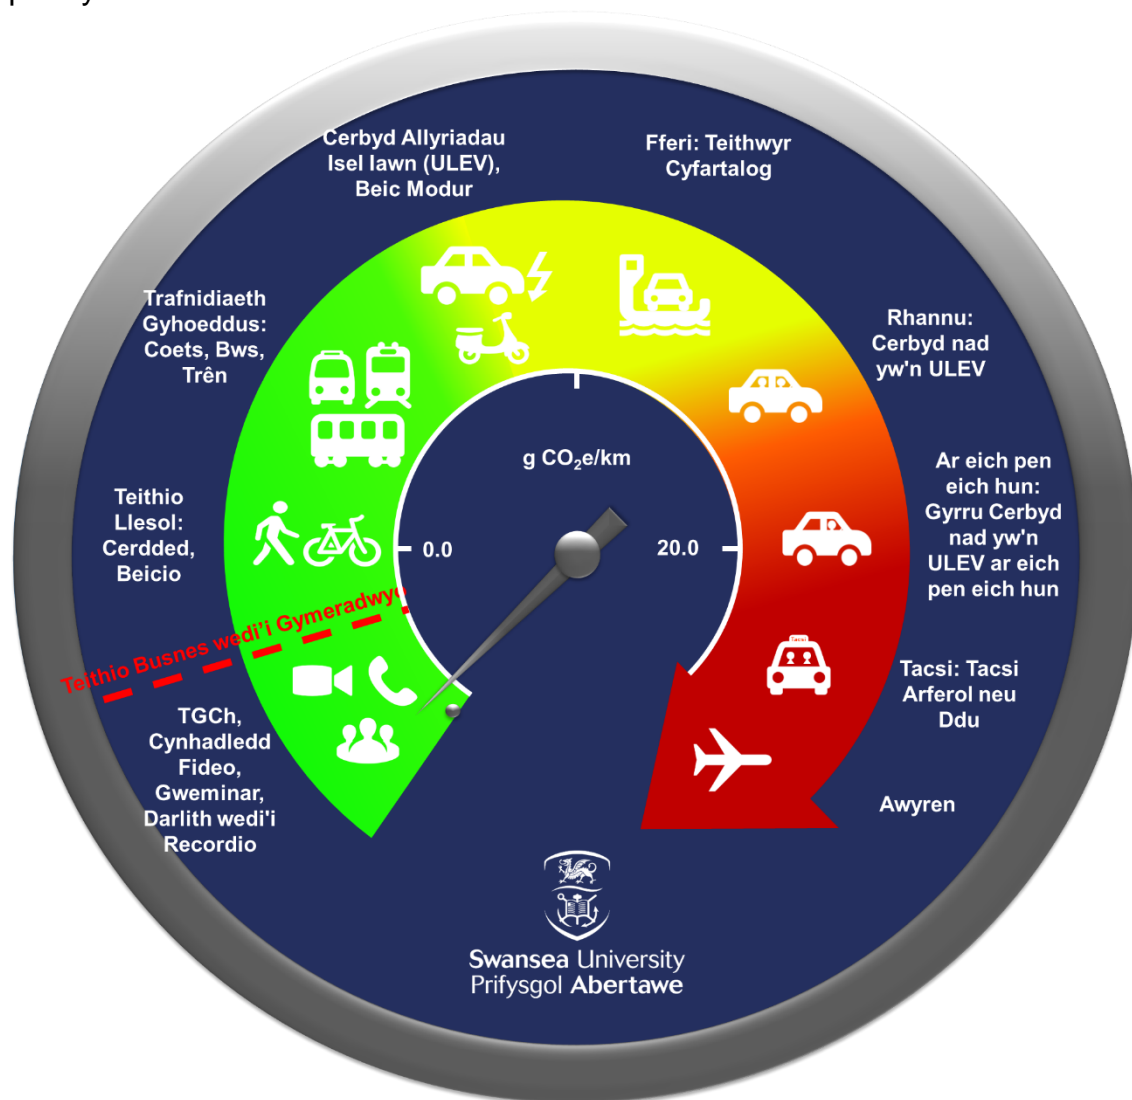 Cerbyd Allyriadau
Isel Iawn (ULEV),
Beic Modur
Fferi: Teithwyr
Cyfartalog
Trafnidiaeth
Gyhoeddus:
Coets, Bws,
Trên
Rhannu:
Cerbyd nad
yw'n ULEV
g CO₂e/km
Ar eich pen
eich hun:
Gyrru Cerbyd
nad yw'n
ULEV ar eich
pen eich hun
Teithio
Llesol:
Cerdded,
Beicio
0.0
20.0
Teithio Busnes wedi'i Gymeradwyo
Tacsi: Tacsi
Arferol neu
Ddu
TGCh,
Cynhadledd
Fideo,
Gweminar,
Darlith wedi'i
Recordio
Awyren
Swansea University
Prifysgol Abertawe